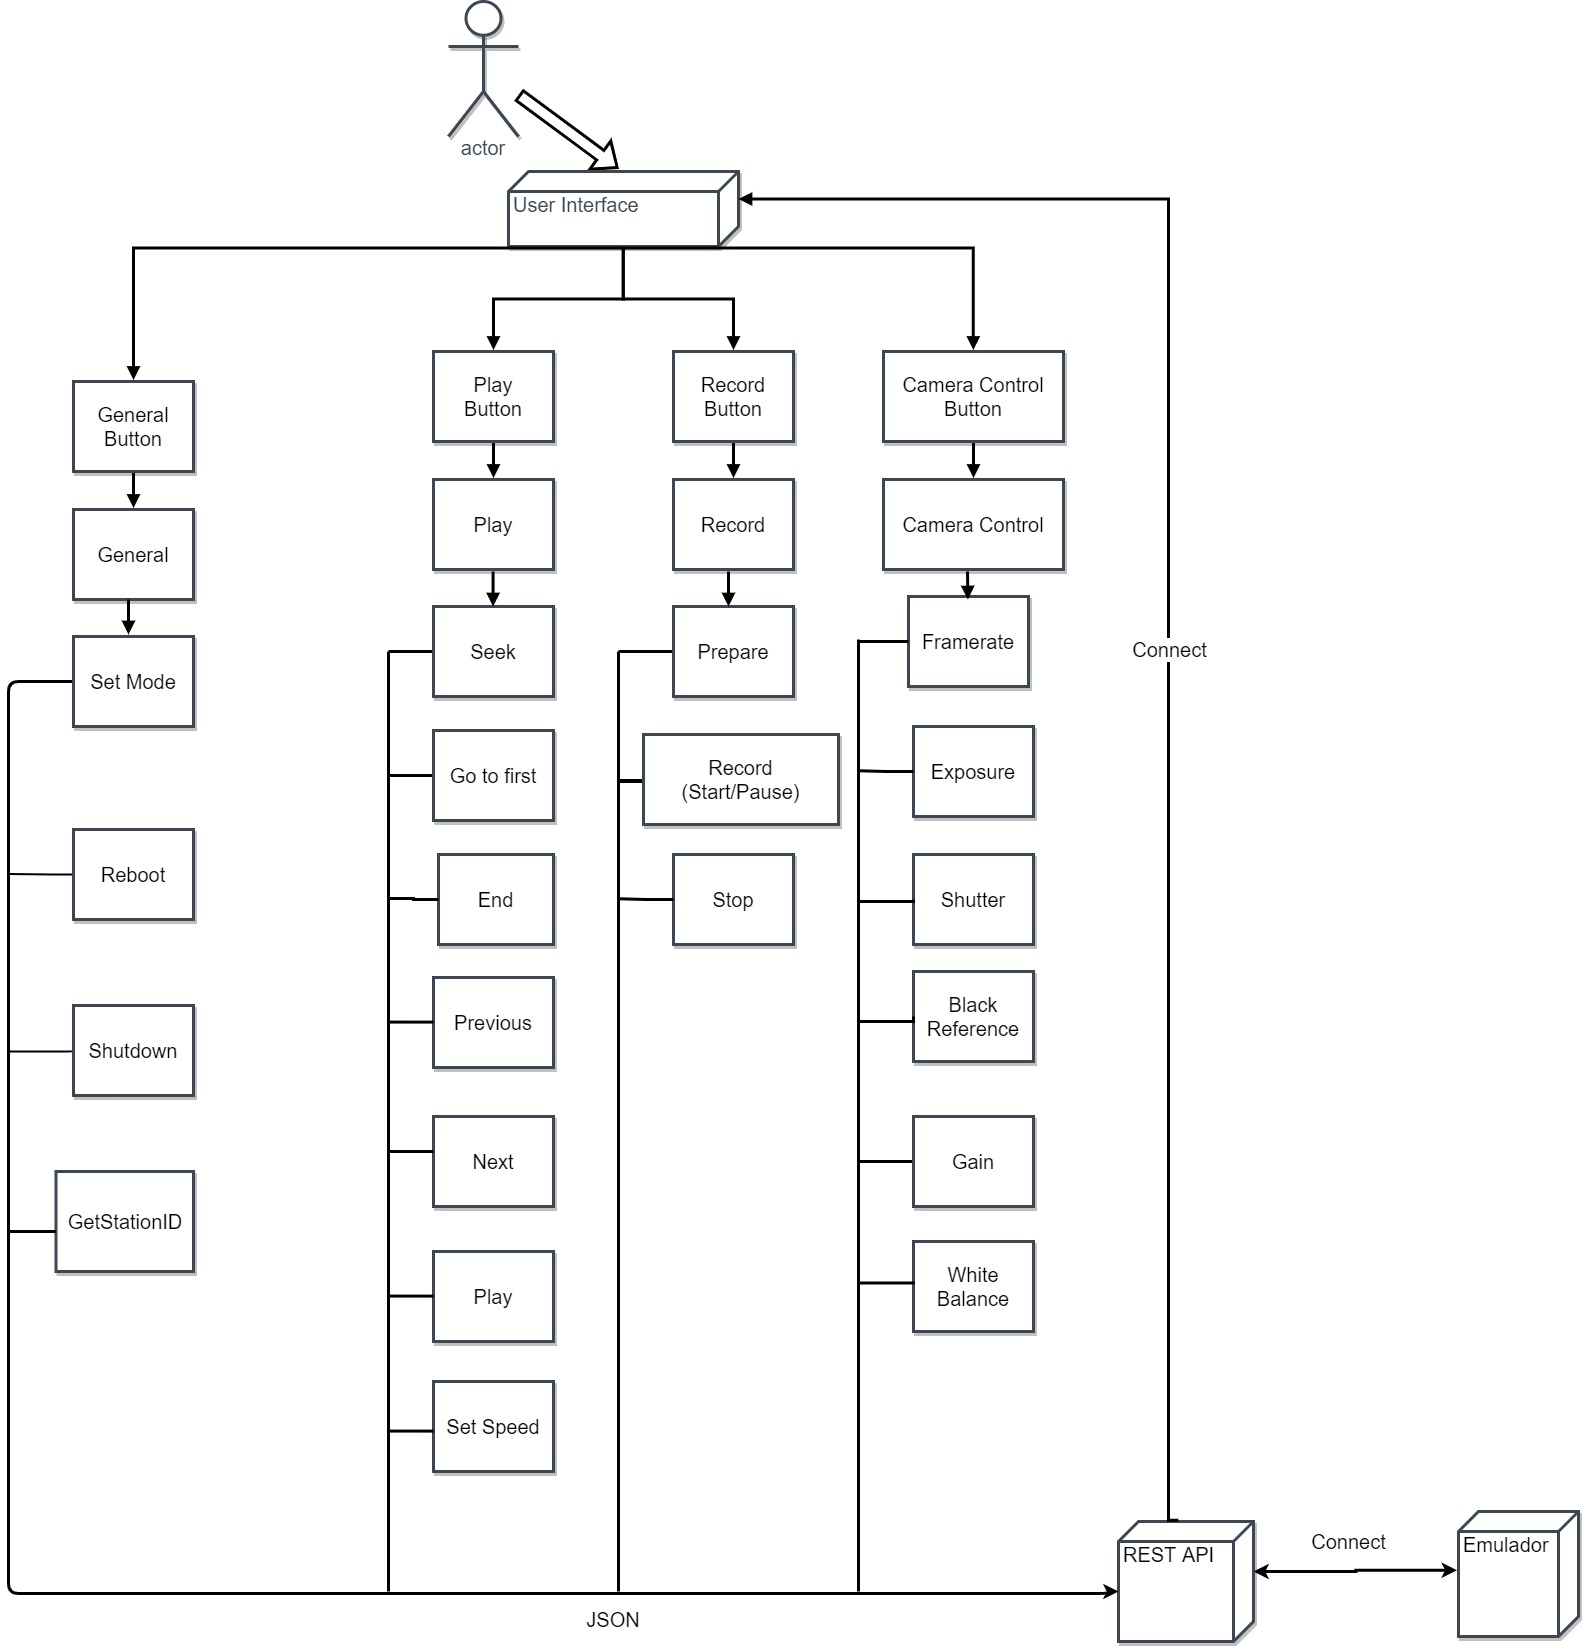 actor
User Interface
General
Button
General
Set Mode
Reboot
Shutdown
GetStationID
Play
Button
Play
Seek
Go to first
End
Previous
Next
Play
Set Speed
Record
Button
Record
Prepare
Record
(Start/Pause)
Stop
Camera Control
Button
Camera Control
Framerate
Exposure
Shutter
Black
Reference
Gain
White
Balance
Connect
JSON
REST API
Connect
Emulador